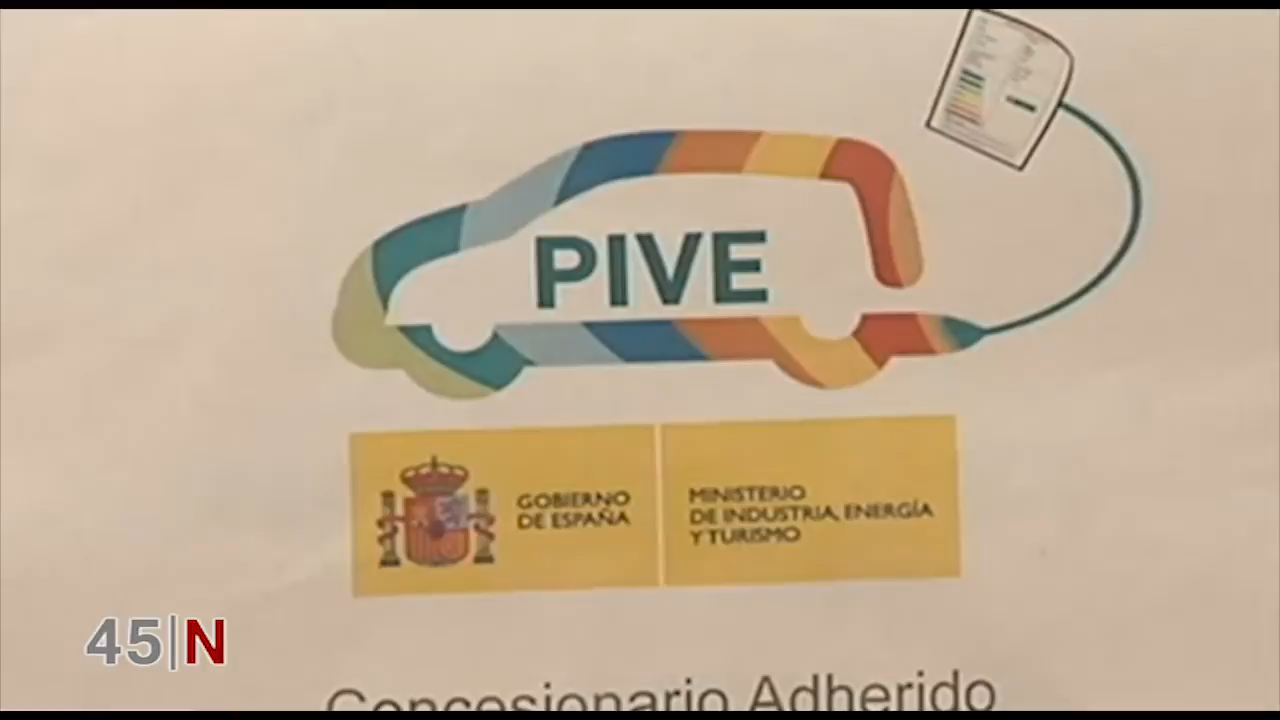 PIVE
GOBIERNO
DE ESPAÑA
MINISTERIO
DE INDUSTRIA, ENERGÍA
Y TURISMO
45|N
Concesionario Adherido